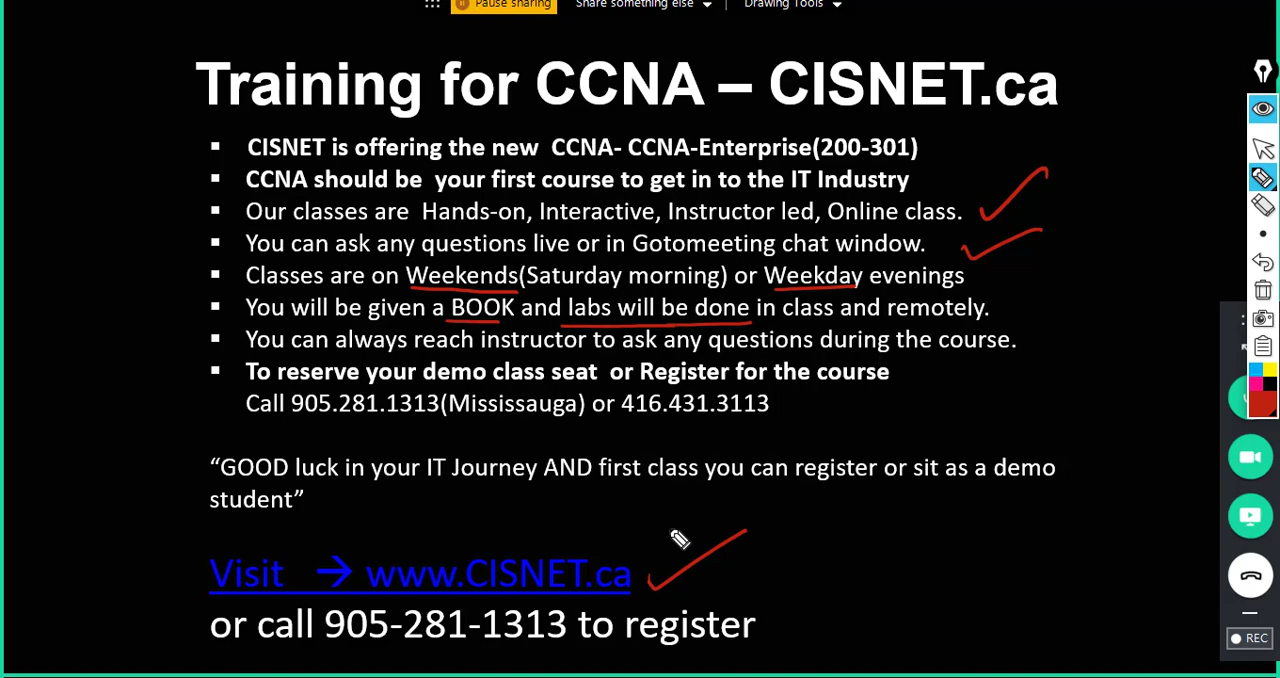 Pause sharing Share something else Drawing Tools
Training for CCNA – CISNET.ca
▪ CISNET is offering the new CCNA- CCNA-Enterprise(200-301)
▪ CCNA should be your first course to get in to the IT Industry
▪ Our classes are Hands-on, Interactive, Instructor led, Online class.
▪ You can ask any questions live or in Gotomeeting chat window.
▪ Classes are on Weekends(Saturday morning) or Weekday evenings
▪ You will be given a BOOK and labs will be done in class and remotely.
▪ You can always reach instructor to ask any questions during the course.
▪ To reserve your demo class seat or Register for the course
Call 905.281.1313(Mississauga) or 416.431.3113
“GOOD luck in your IT Journey AND first class you can register or sit as a demo
student”
Visit → www.CISNET.ca
or call 905-281-1313 to register
REC